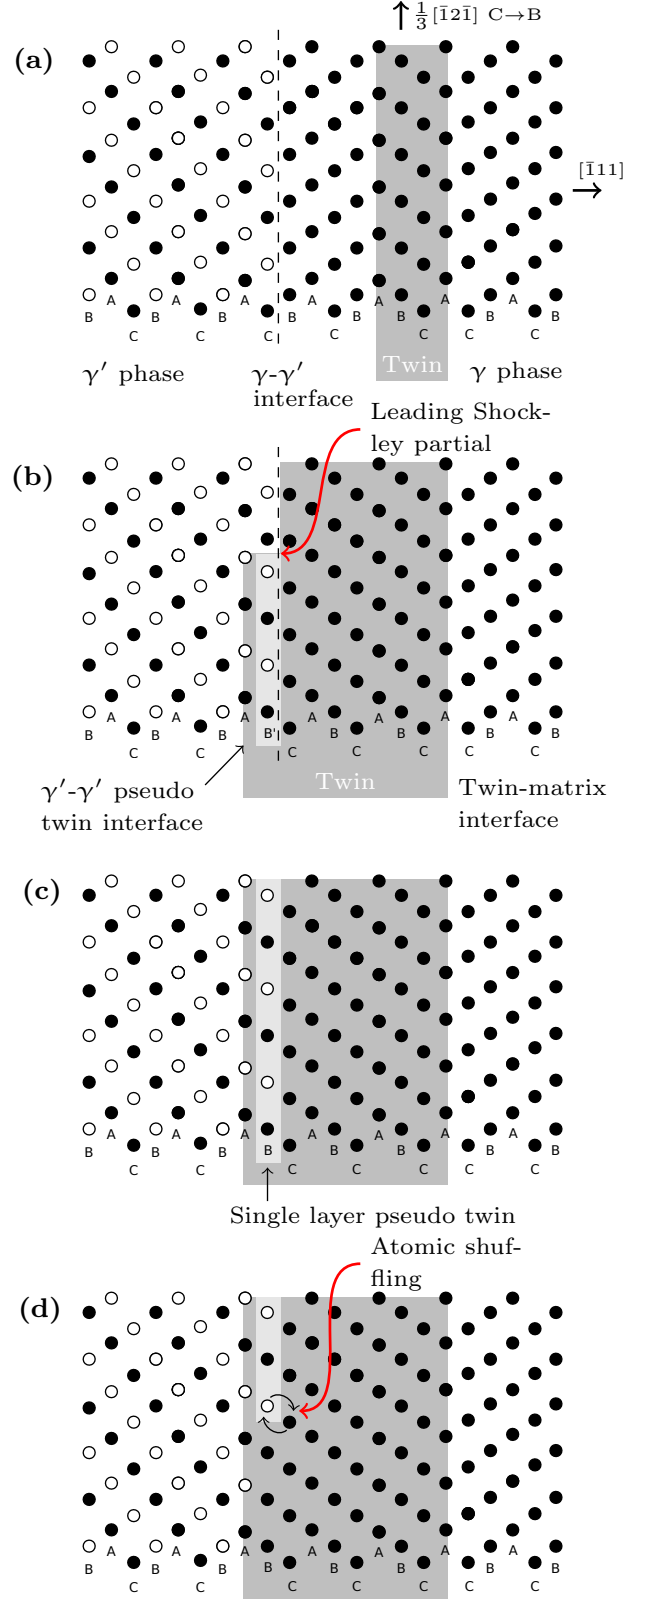 1/3 [1̄21̄] C→B
(a)
[1̄11]
A A A A A A A
B B B B B B B B
C C C C C C C
Twin
γ′ phase γ-γ′ interface γ phase
Leading Shock-
ley partial
(b)
A A A A A A A
B B B B' B B B B
C C C C C C C
Twin
γ′-γ′ pseudo
twin interface
Twin-matrix
interface
(c)
A A A A A A A
B B B B B B B B
C C C C C C C
Single layer pseudo twin
Atomic shuf-
fling
(d)
A A A A A A A
B B B B B B B B
C C C C C C C